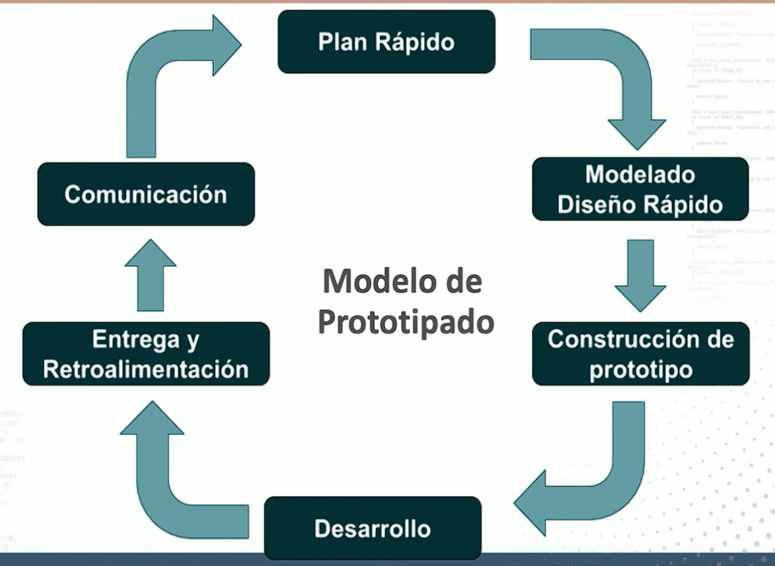 Plan Rápido
Modelado
Diseño Rápido
Construcción de
prototipo
Desarrollo
Entrega y
Retroalimentación
Comunicación
Modelo de
Prototipado